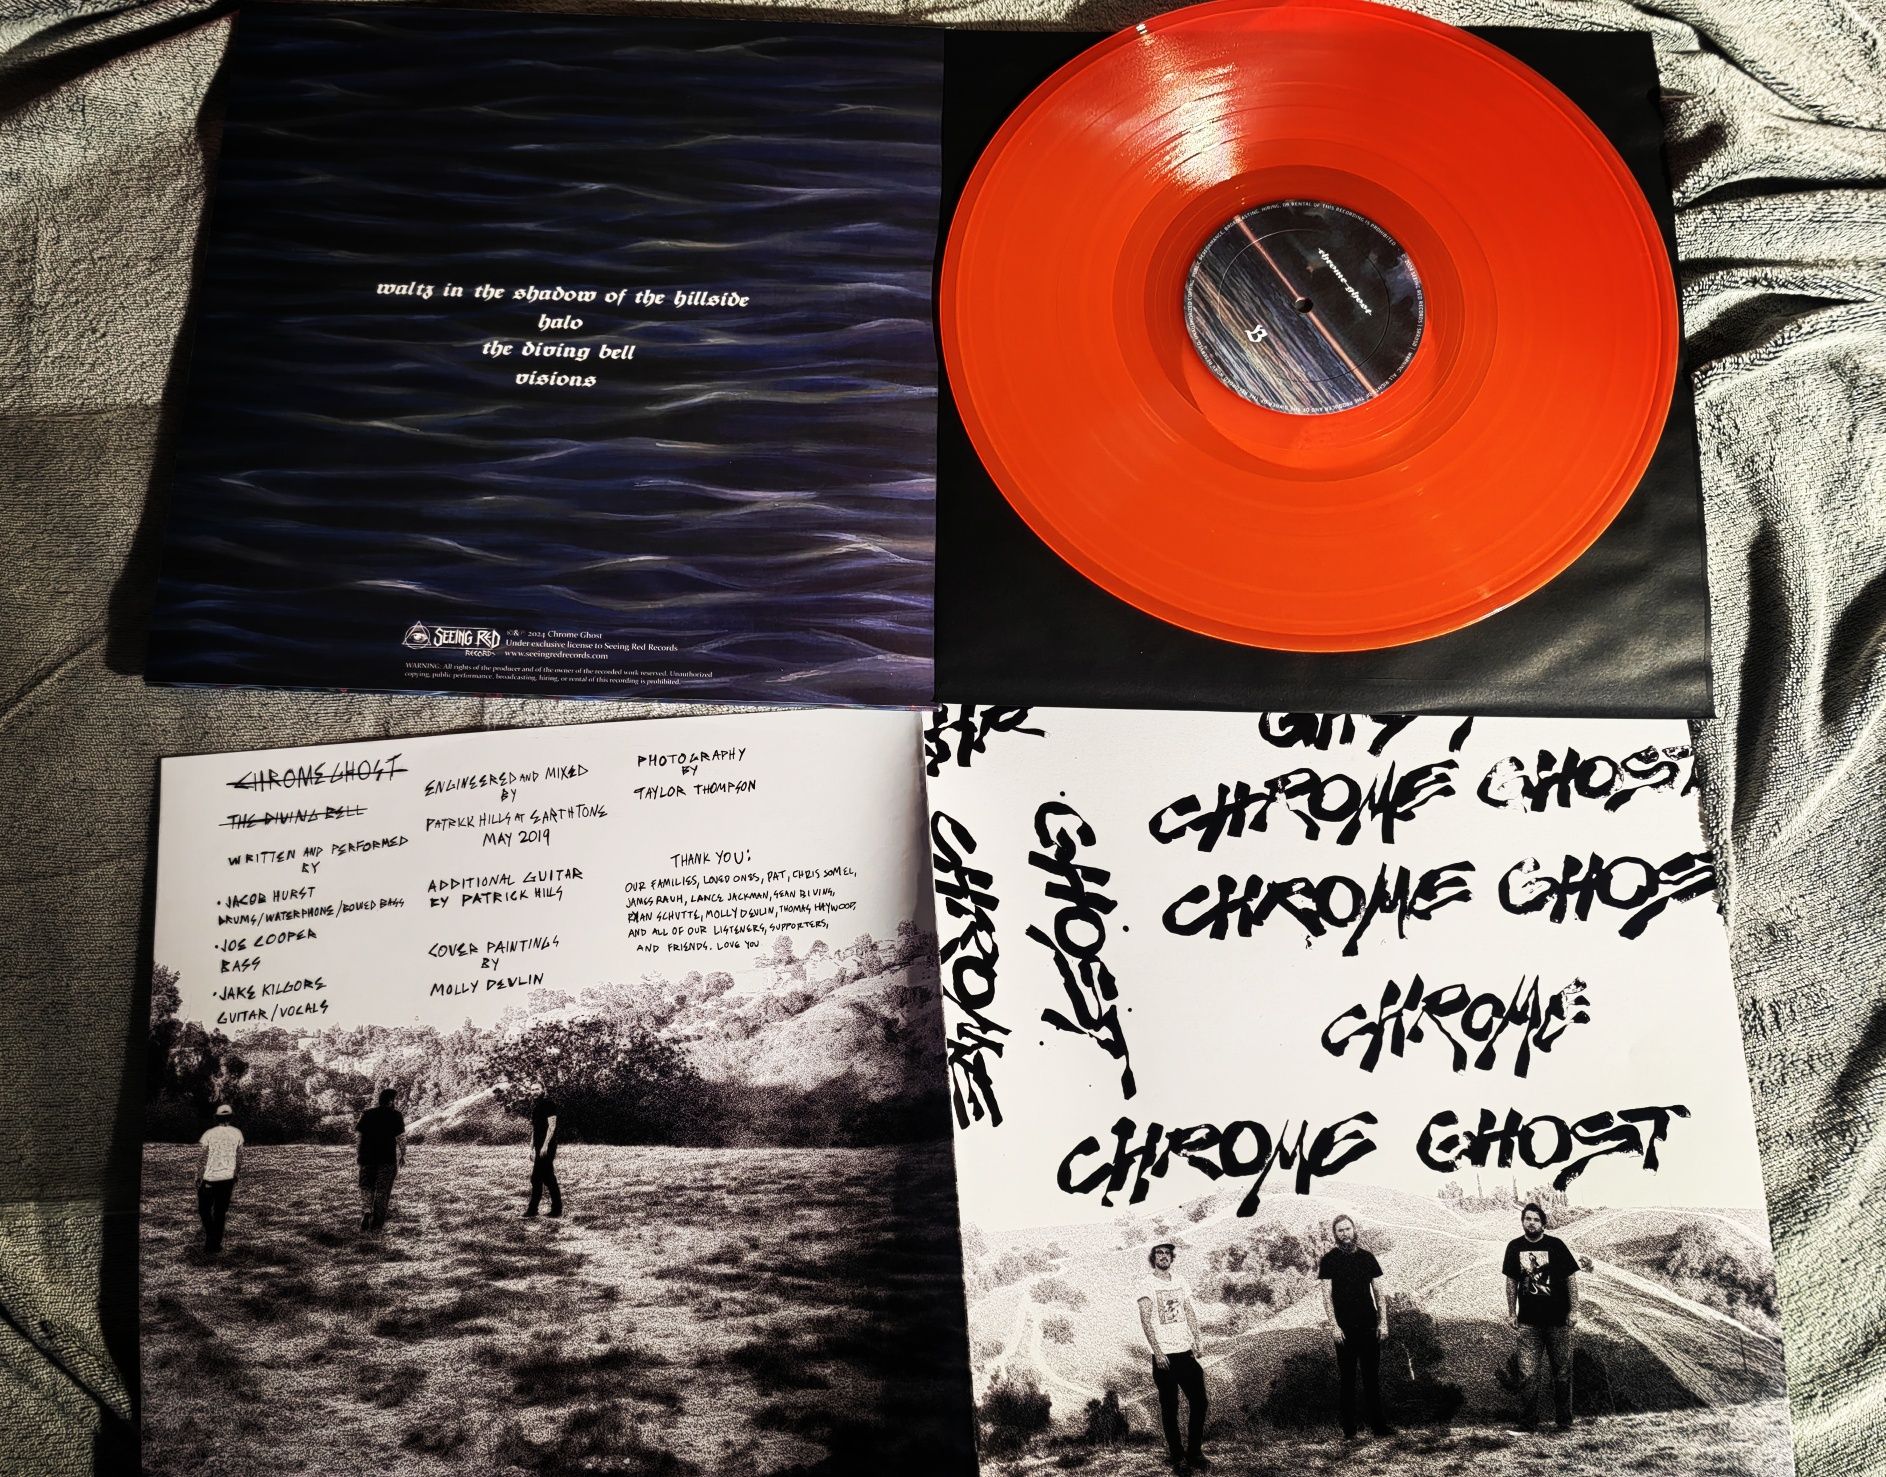 waltz in the shadow of the hillside
halo
the diving bell
visions
SEEING RED
RECORDS
©&℗ 2024 Chrome Ghost
Under exclusive license to Seeing Red Records
www.seeingredrecords.com
WARNING: All rights of the producer and of the owner of the recorded work reserved. Unauthorized
copying, public performance, broadcasting, hiring, or rental of this recording is prohibited.
chrome ghost
B
CHROME GHOST
THE DIVING BELL
WRITTEN AND PERFORMED
BY
• JACOB HURST
DRUMS/WATERPHONE/BOWED BASS
• JOE COOPER
BASS
• JAKE KILGORE
GUITAR/VOCALS
ENGINEERED AND MIXED
BY
PATRICK HILLS AT EARTHTONE
MAY 2019
ADDITIONAL GUITAR
BY PATRICK HILLS
COVER PAINTINGS
BY
MOLLY DEVLIN
PHOTOGRAPHY
BY
TAYLOR THOMPSON
THANK YOU:
OUR FAMILIES, LOVED ONES, PAT, CHRIS SOMEL,
JAMES RAUH, LANCE JACKMAN, SEAN BIVINS,
RYAN SCHUTTE, MOLLY DEVLIN, THOMAS HAYWOOD,
AND ALL OF OUR LISTENERS, SUPPORTERS,
AND FRIENDS. LOVE YOU
CHROME
GHOST
CHROME GHOST
CHROME GHOS
CHROME
CHROME GHOST